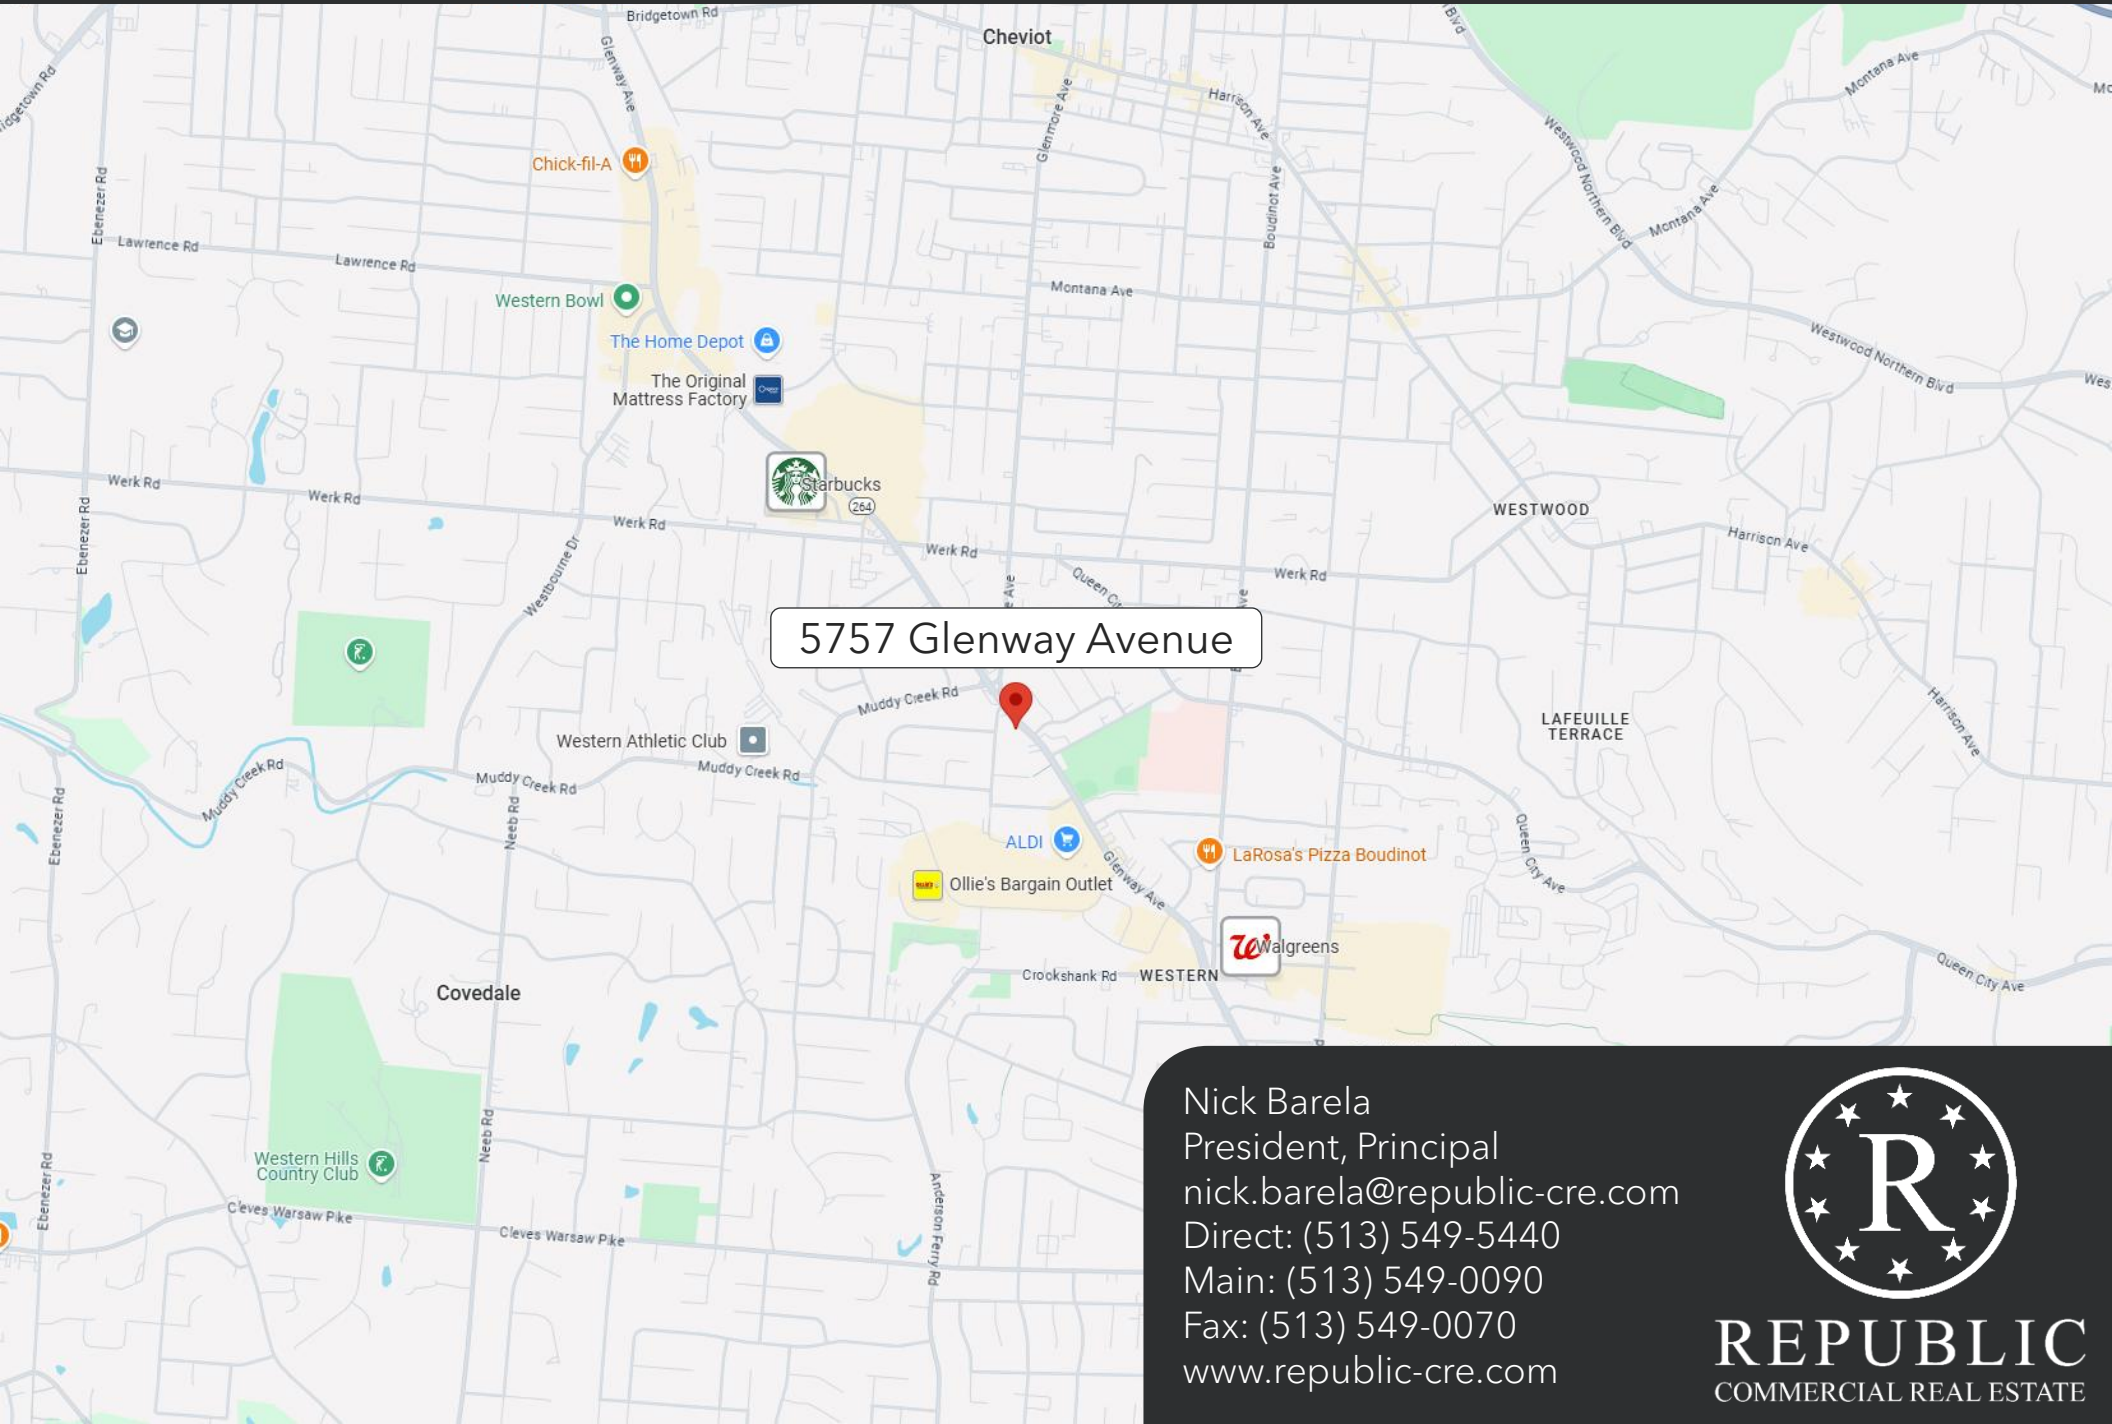 Bridgetown Rd
Cheviot
Blvd
Glenway Ave
Montana Ave
Harrison Ave
Glenmore Ave
Westwood Northern Blvd
Chick-fil-A
Ebenezer Rd
Boudinot Ave
Montana Ave
Lawrence Rd
Lawrence Rd
Montana Ave
Western Bowl
The Home Depot
Westwood Northern Blvd
The Original
Mattress Factory
Werk Rd
Werk Rd
Starbucks
264
WESTWOOD
Werk Rd
Ebenezer Rd
Harrison Ave
Werk Rd
Werk Rd
Westbourne Dr
5757 Glenway Avenue
Muddy Creek Rd
Harrison Ave
LAFEUILLE
TERRACE
Western Athletic Club
Muddy Creek Rd
Muddy Creek Rd
Muddy Creek Rd
Ebenezer Rd
Neeb Rd
ALDI
LaRosa's Pizza Boudinot
Queen City Ave
Glenway Ave
Ollie's Bargain Outlet
Walgreens
Crookshank Rd
WESTERN
Queen City Ave
Covedale
Neeb Rd
Western Hills
Country Club
Ebenezer Rd
Cleves Warsaw Pike
Cleves Warsaw Pike
Anderson Ferry Rd
Nick Barela
President, Principal
nick.barela@republic-cre.com
Direct: (513) 549-5440
Main: (513) 549-0090
Fax: (513) 549-0070
www.republic-cre.com
R
REPUBLIC
COMMERCIAL REAL ESTATE